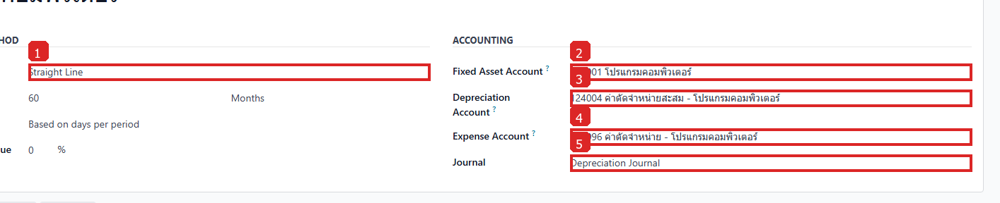 HOD
ACCOUNTING
1
Straight Line
2
Fixed Asset Account ?
โปรแกรมคอมพิวเตอร์
60 Months
3
Depreciation Account ?
124004 ค่าตัดจำหน่ายสะสม - โปรแกรมคอมพิวเตอร์
Based on days per period
4
Expense Account ?
ค่าตัดจำหน่าย - โปรแกรมคอมพิวเตอร์
ue 0 %
5
Journal
Depreciation Journal